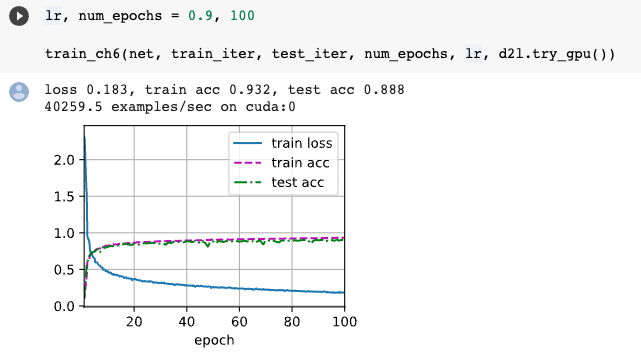 lr, num_epochs = 0.9, 100
train_ch6(net, train_iter, test_iter, num_epochs, lr, d2l.try_gpu())
loss 0.183, train acc 0.932, test acc 0.888
40259.5 examples/sec on cuda:0
train loss
train acc
test acc
2.0
1.5
1.0
0.5
0.0
20 40 60 80 100
epoch